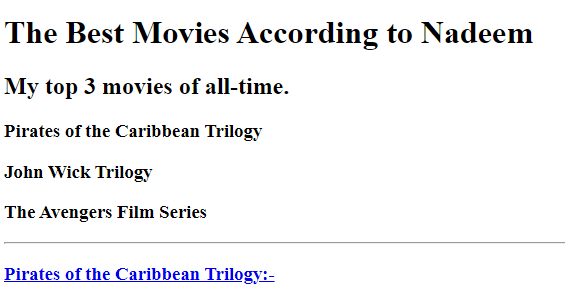 The Best Movies According to Nadeem
My top 3 movies of all-time.
Pirates of the Caribbean Trilogy
John Wick Trilogy
The Avengers Film Series
Pirates of the Caribbean Trilogy:-